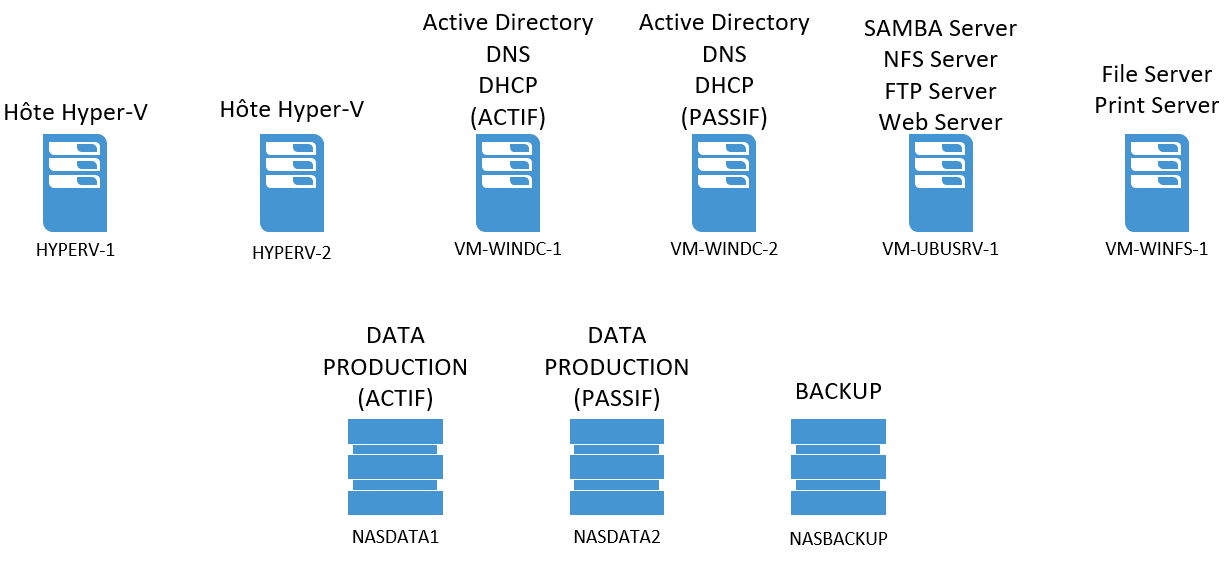 Hôte Hyper-V
HYPERV-1
Hôte Hyper-V
HYPERV-2
Active Directory
DNS
DHCP
(ACTIF)
VM-WINDC-1
Active Directory
DNS
DHCP
(PASSIF)
VM-WINDC-2
SAMBA Server
NFS Server
FTP Server
Web Server
VM-UBUSRV-1
File Server
Print Server
VM-WINFS-1
DATA
PRODUCTION
(ACTIF)
NASDATA1
DATA
PRODUCTION
(PASSIF)
NASDATA2
BACKUP
NASBACKUP